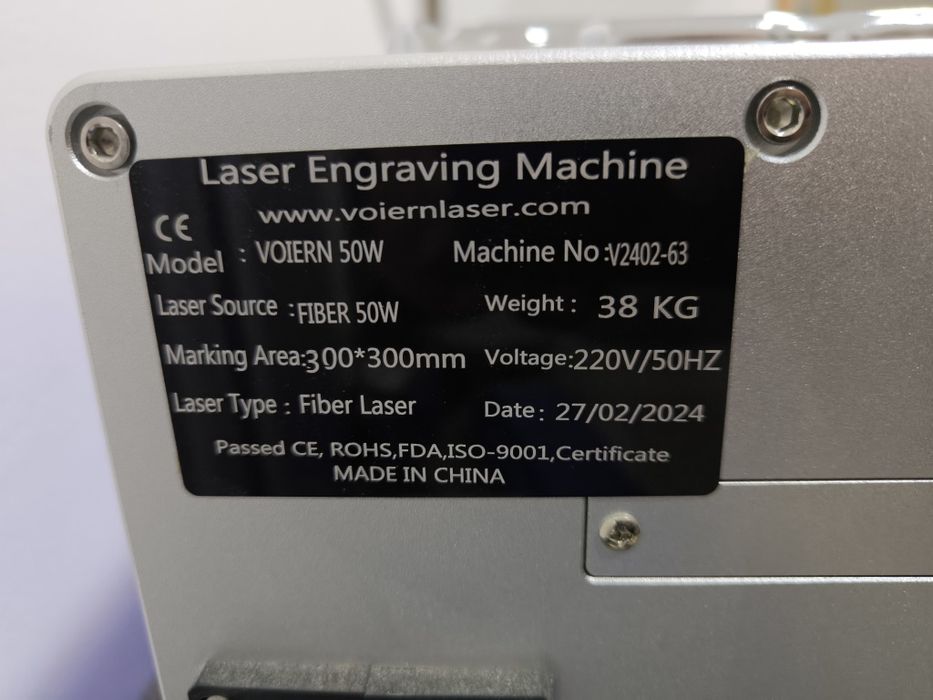 Laser Engraving Machine
www.voiernlaser.com
CE
Model : VOIERN 50W Machine No :V2402-63
Laser Source :FIBER 50W Weight : 38 KG
Marking Area:300*300mm Voltage:220V/50HZ
Laser Type : Fiber Laser Date : 27/02/2024
Passed CE, ROHS,FDA,ISO-9001,Certificate
MADE IN CHINA